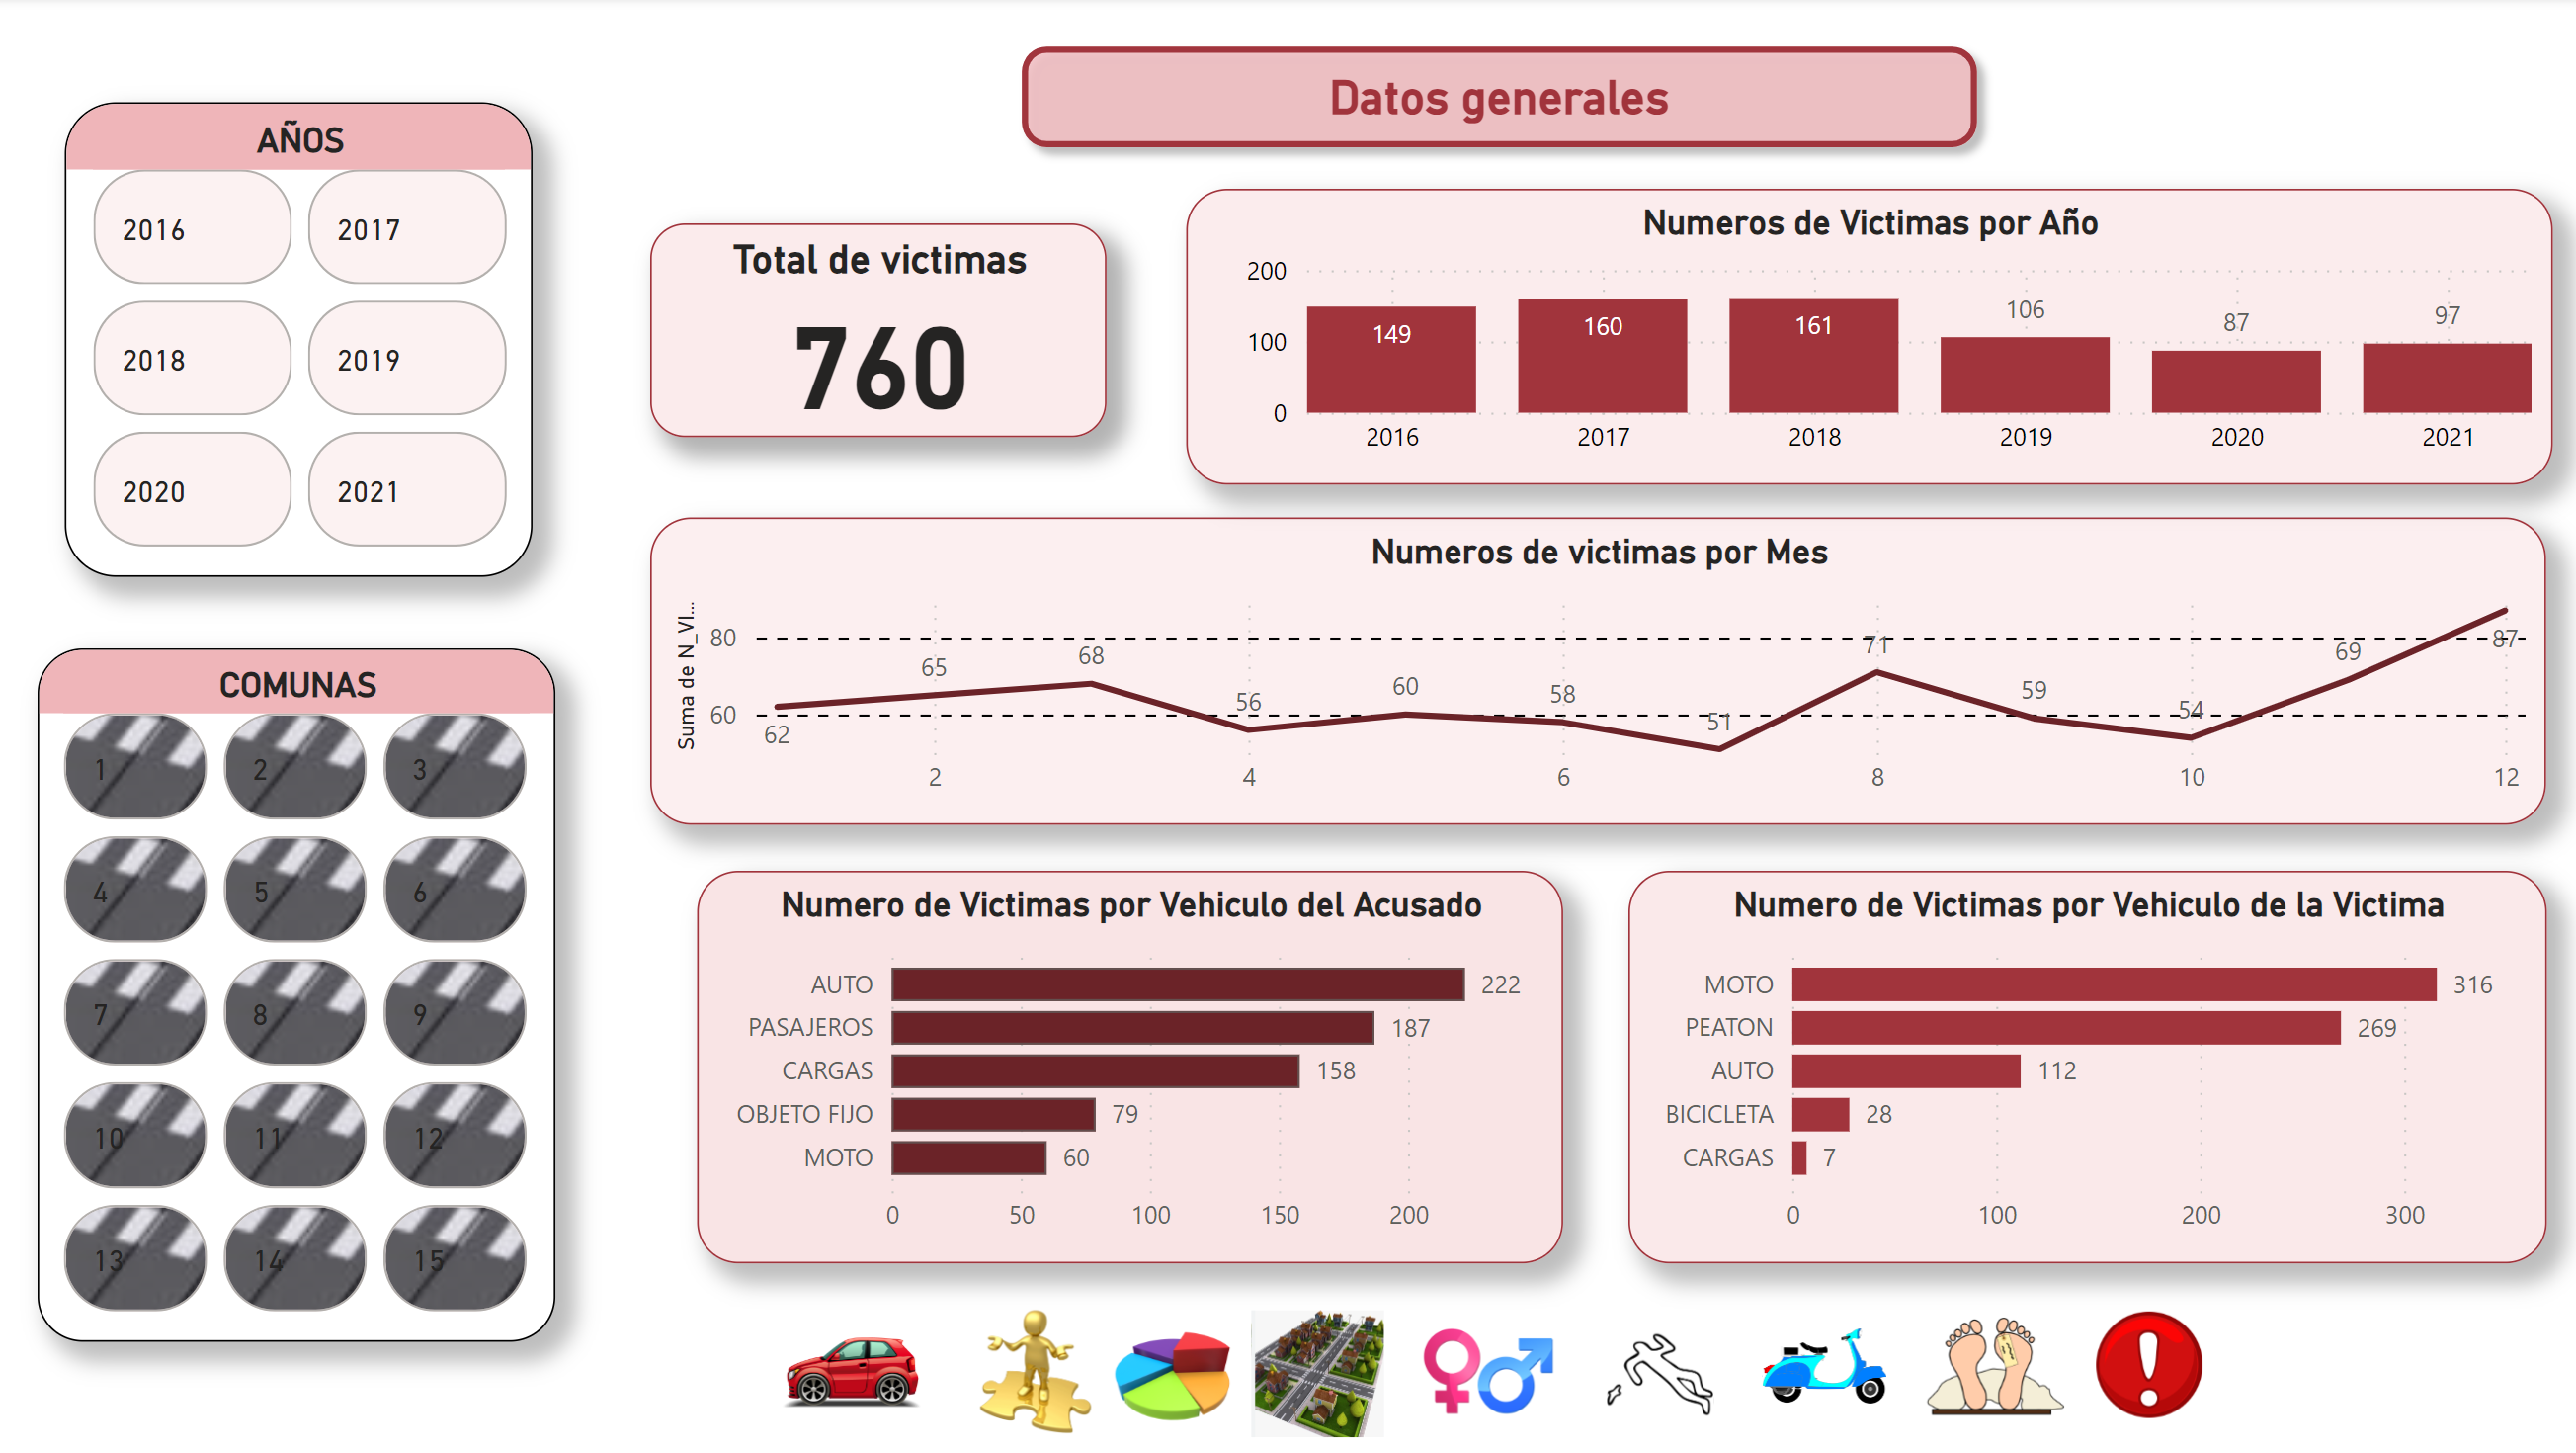 Datos generales
AÑOS
2016 2017
2018 2019
2020 2021
COMUNAS
1 2 3
4 5 6
7 8 9
10 11 12
13 14 15
Total de victimas
760
Numeros de Victimas por Año
200
100
0
149 160 161 106 87 97
2016 2017 2018 2019 2020 2021
Numeros de victimas por Mes
Suma de N_VI...
80
60
62 65 68 56 60 58 51 71 59 54 69 87
2 4 6 8 10 12
Numero de Victimas por Vehiculo del Acusado
AUTO 222
PASAJEROS 187
CARGAS 158
OBJETO FIJO 79
MOTO 60
0 50 100 150 200
Numero de Victimas por Vehiculo de la Victima
MOTO 316
PEATON 269
AUTO 112
BICICLETA 28
CARGAS 7
0 100 200 300